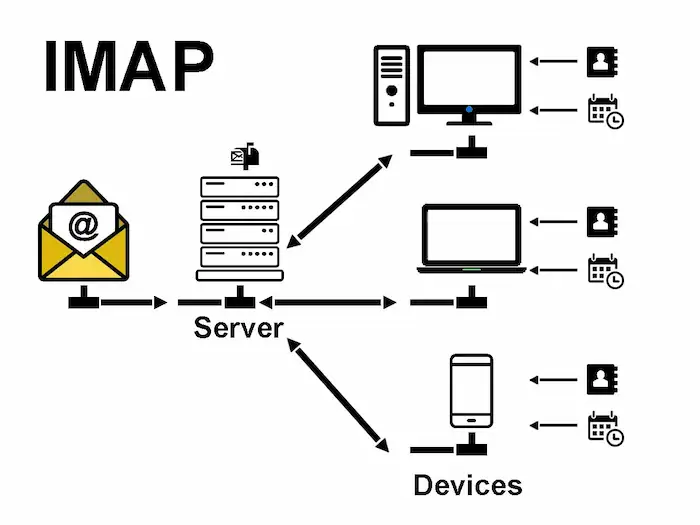 IMAP
@
Server
Devices